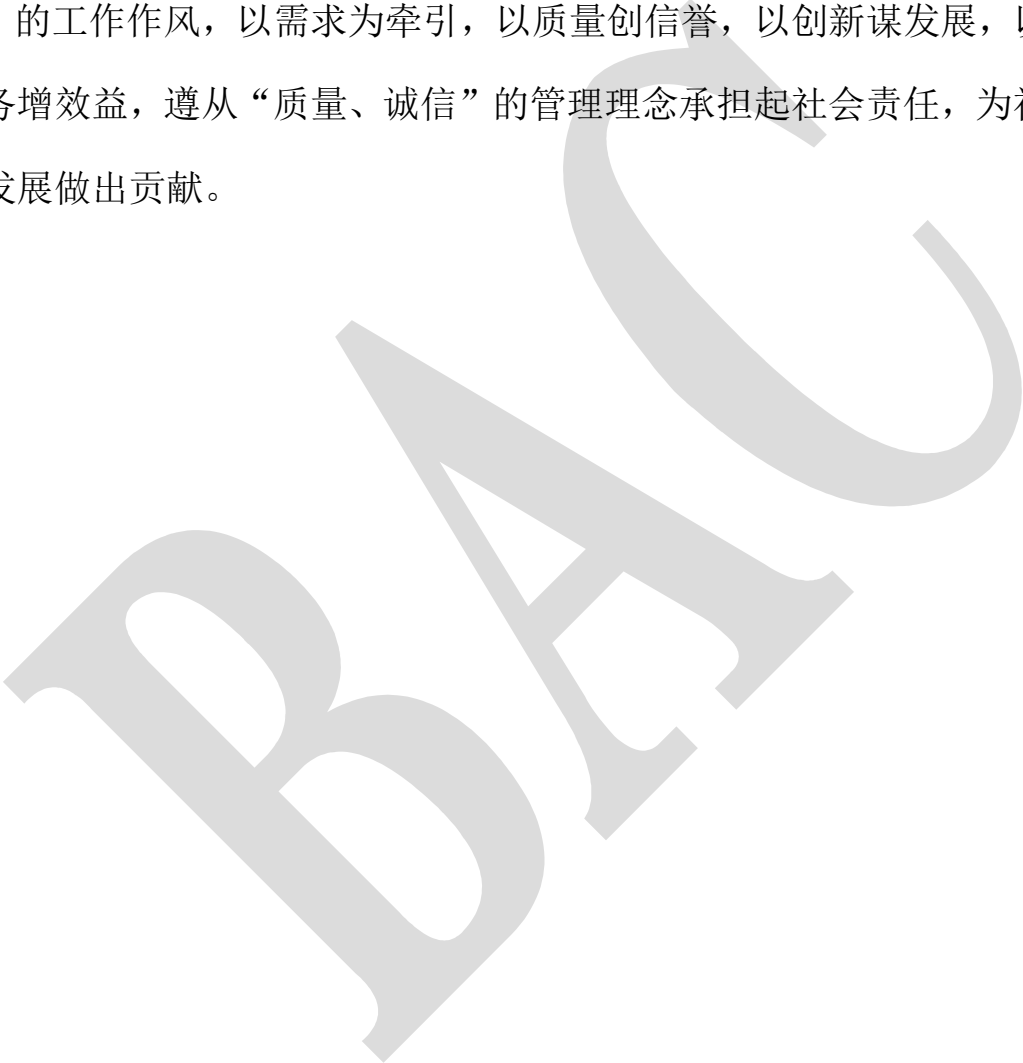 的工作作风，以需求为牵引，以质量创信誉，以创新谋发展，以
务增效益，遵从“质量、诚信”的管理理念承担起社会责任，为社
发展做出贡献。
BAC